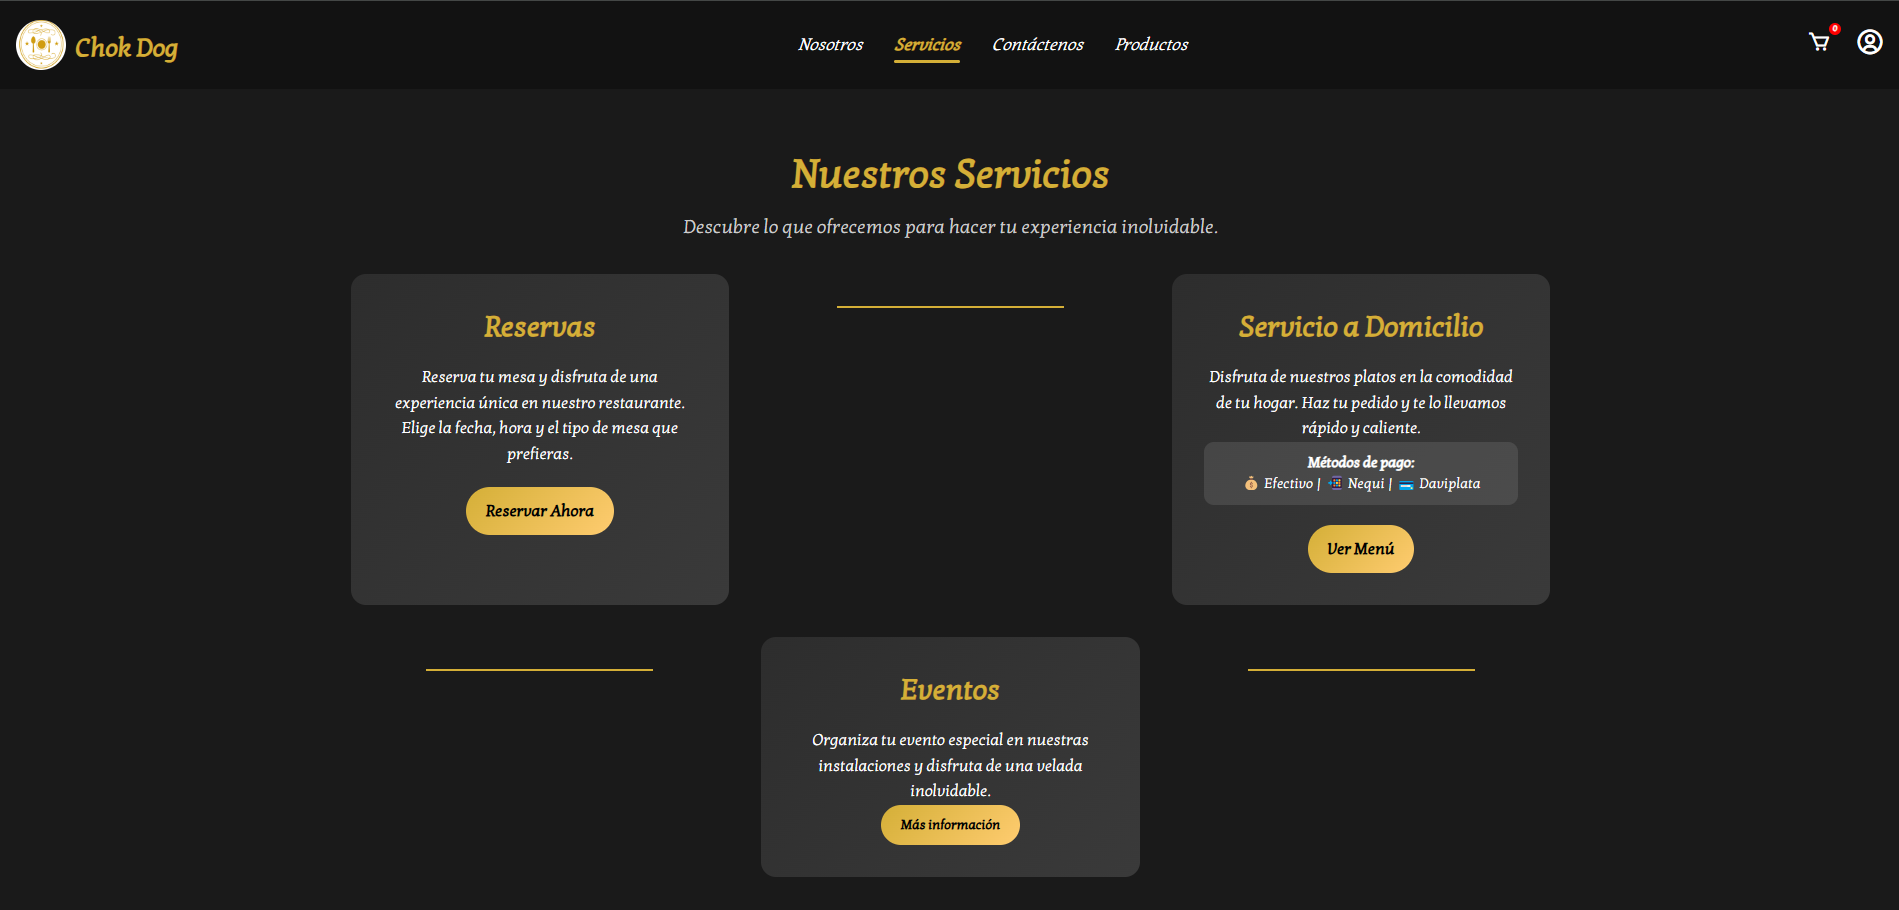 Chok Dog
Nosotros
Servicios
Contáctenos
Productos
0
Nuestros Servicios
Descubre lo que ofrecemos para hacer tu experiencia inolvidable.
Reservas
Reserva tu mesa y disfruta de una
experiencia única en nuestro restaurante.
Elige la fecha, hora y el tipo de mesa que
prefieras.
Reservar Ahora
Servicio a Domicilio
Disfruta de nuestros platos en la comodidad
de tu hogar. Haz tu pedido y te lo llevamos
rápido y caliente.
Métodos de pago:
💰 Efectivo | 📲 Nequi | 💳 Daviplata
Ver Menú
Eventos
Organiza tu evento especial en nuestras
instalaciones y disfruta de una velada
inolvidable.
Más información